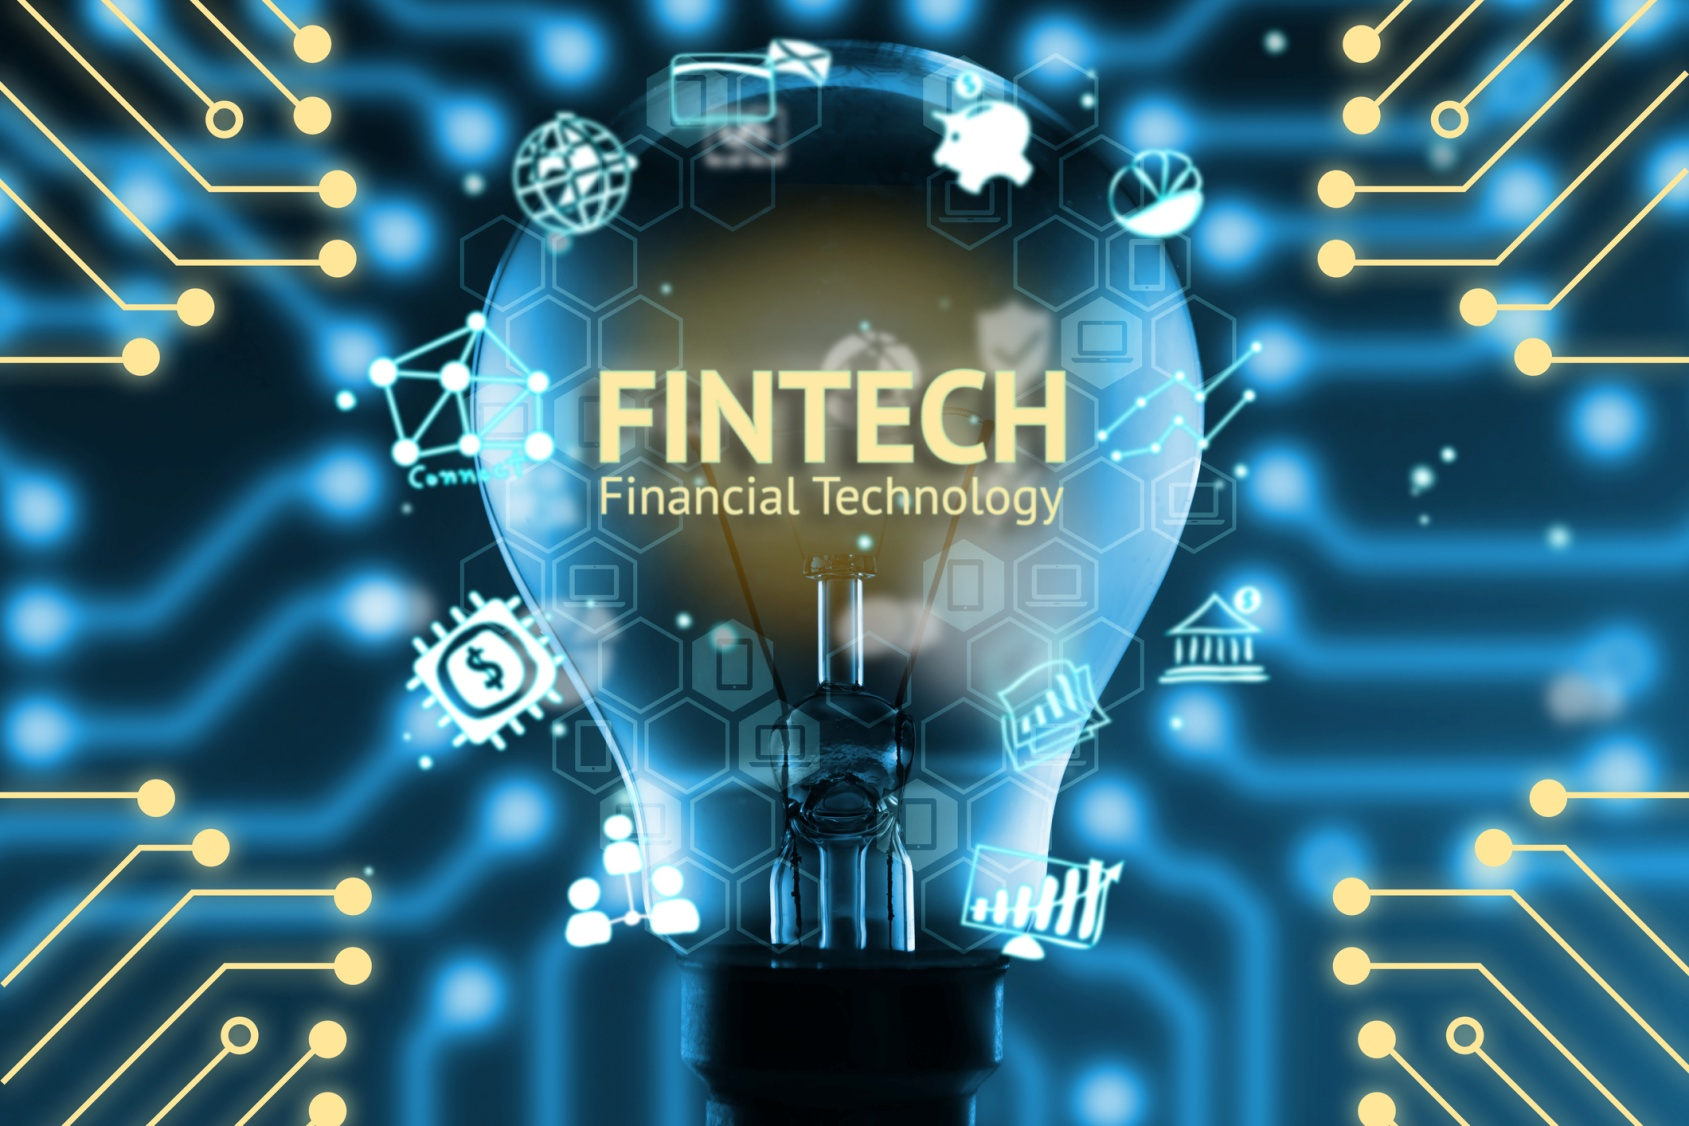 FINTECH
Financial Technology
Connect
$
$
$